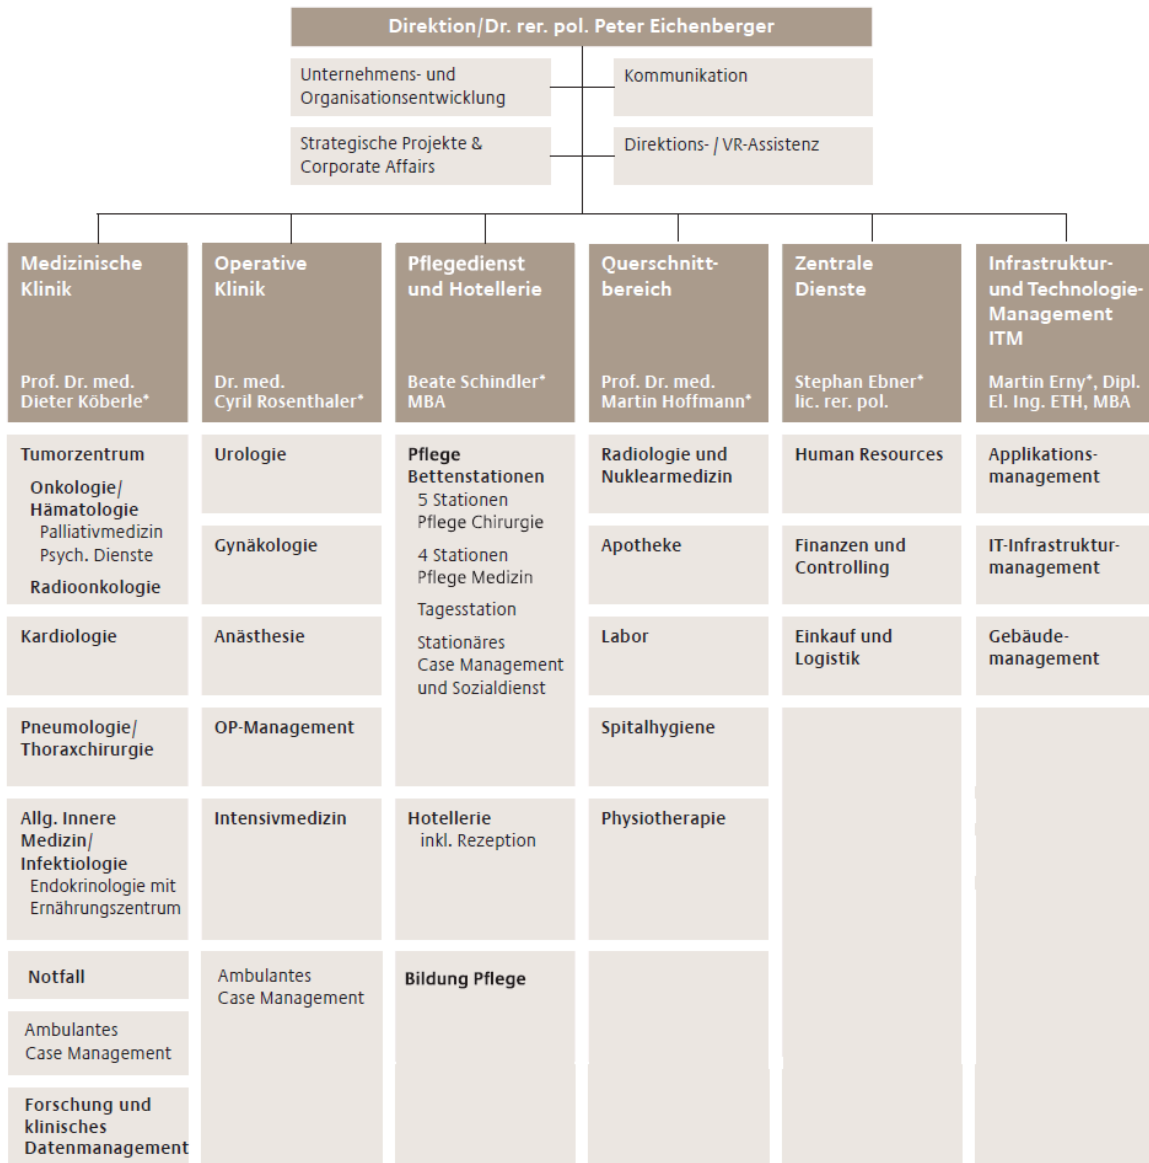 Direktion/Dr. rer. pol. Peter Eichenberger
Unternehmens- und
Organisationsentwicklung
Kommunikation
Strategische Projekte &
Corporate Affairs
Direktions- / VR-Assistenz
Medizinische
Klinik
Prof. Dr. med.
Dieter Köberle*
Operative
Klinik
Dr. med.
Cyril Rosenthaler*
Pflegedienst
und Hotellerie
Beate Schindler*
MBA
Querschnitt-
bereich
Prof. Dr. med.
Martin Hoffmann*
Zentrale
Dienste
Stephan Ebner*
lic. rer. pol.
Infrastruktur-
und Technologie-
Management
ITM
Martin Erny*, Dipl.
El. Ing. ETH, MBA
Tumorzentrum
Onkologie/
Hämatologie
Palliativmedizin
Psych. Dienste
Radioonkologie
Kardiologie
Pneumologie/
Thoraxchirurgie
Allg. Innere
Medizin/
Infektiologie
Endokrinologie mit
Ernährungszentrum
Notfall
Ambulantes
Case Management
Forschung und
klinisches
Datenmanagement
Urologie
Gynäkologie
Anästhesie
OP-Management
Intensivmedizin
Ambulantes
Case Management
Pflege
Bettenstationen
5 Stationen
Pflege Chirurgie
4 Stationen
Pflege Medizin
Tagesstation
Stationäres
Case Management
und Sozialdienst
Hotellerie
inkl. Rezeption
Bildung Pflege
Radiologie und
Nuklearmedizin
Apotheke
Labor
Spitalhygiene
Physiotherapie
Human Resources
Finanzen und
Controlling
Einkauf und
Logistik
Applikations-
management
IT-Infrastruktur-
management
Gebäude-
management